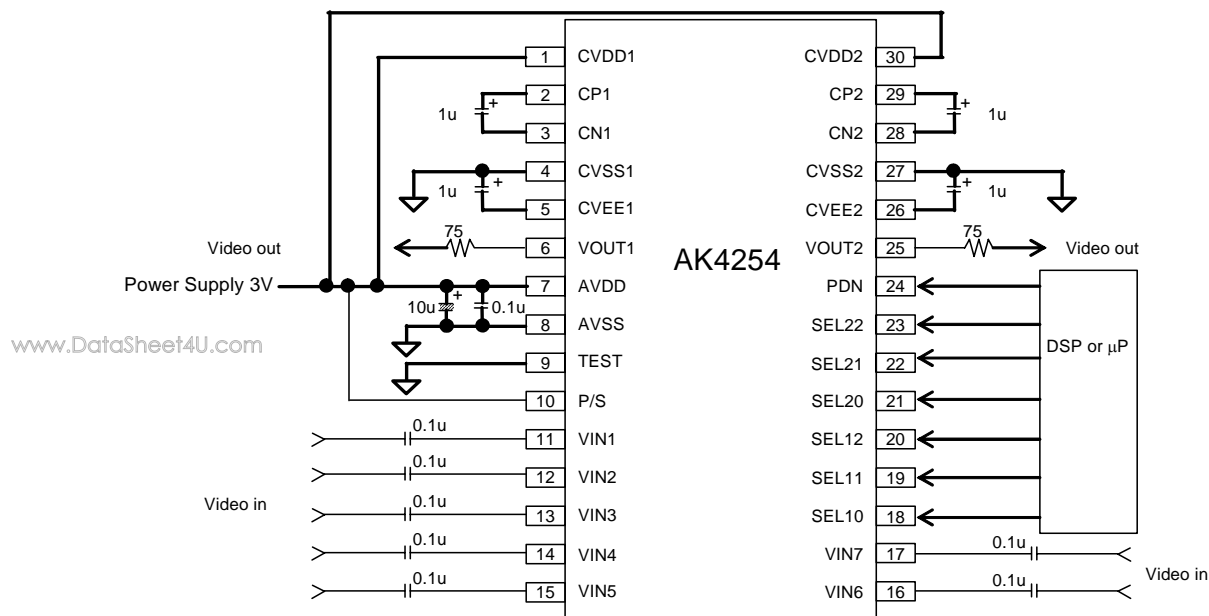 1 CVDD1 CVDD2 30
2 CP1 CP2 29
1u + + 1u
3 CN1 CN2 28
4 CVSS1 CVSS2 27
1u + + 1u
5 CVEE1 CVEE2 26
75 75
Video out 6 VOUT1 VOUT2 25 Video out
AK4254
Power Supply 3V 7 AVDD PDN 24
10u + 0.1u
8 AVSS SEL22 23
www.DataSheet4U.com
DSP or μP
9 TEST SEL21 22
10 P/S SEL20 21
0.1u
11 VIN1 SEL12 20
0.1u
12 VIN2 SEL11 19
Video in
0.1u
13 VIN3 SEL10 18
0.1u 0.1u
14 VIN4 VIN7 17
Video in
0.1u 0.1u
15 VIN5 VIN6 16